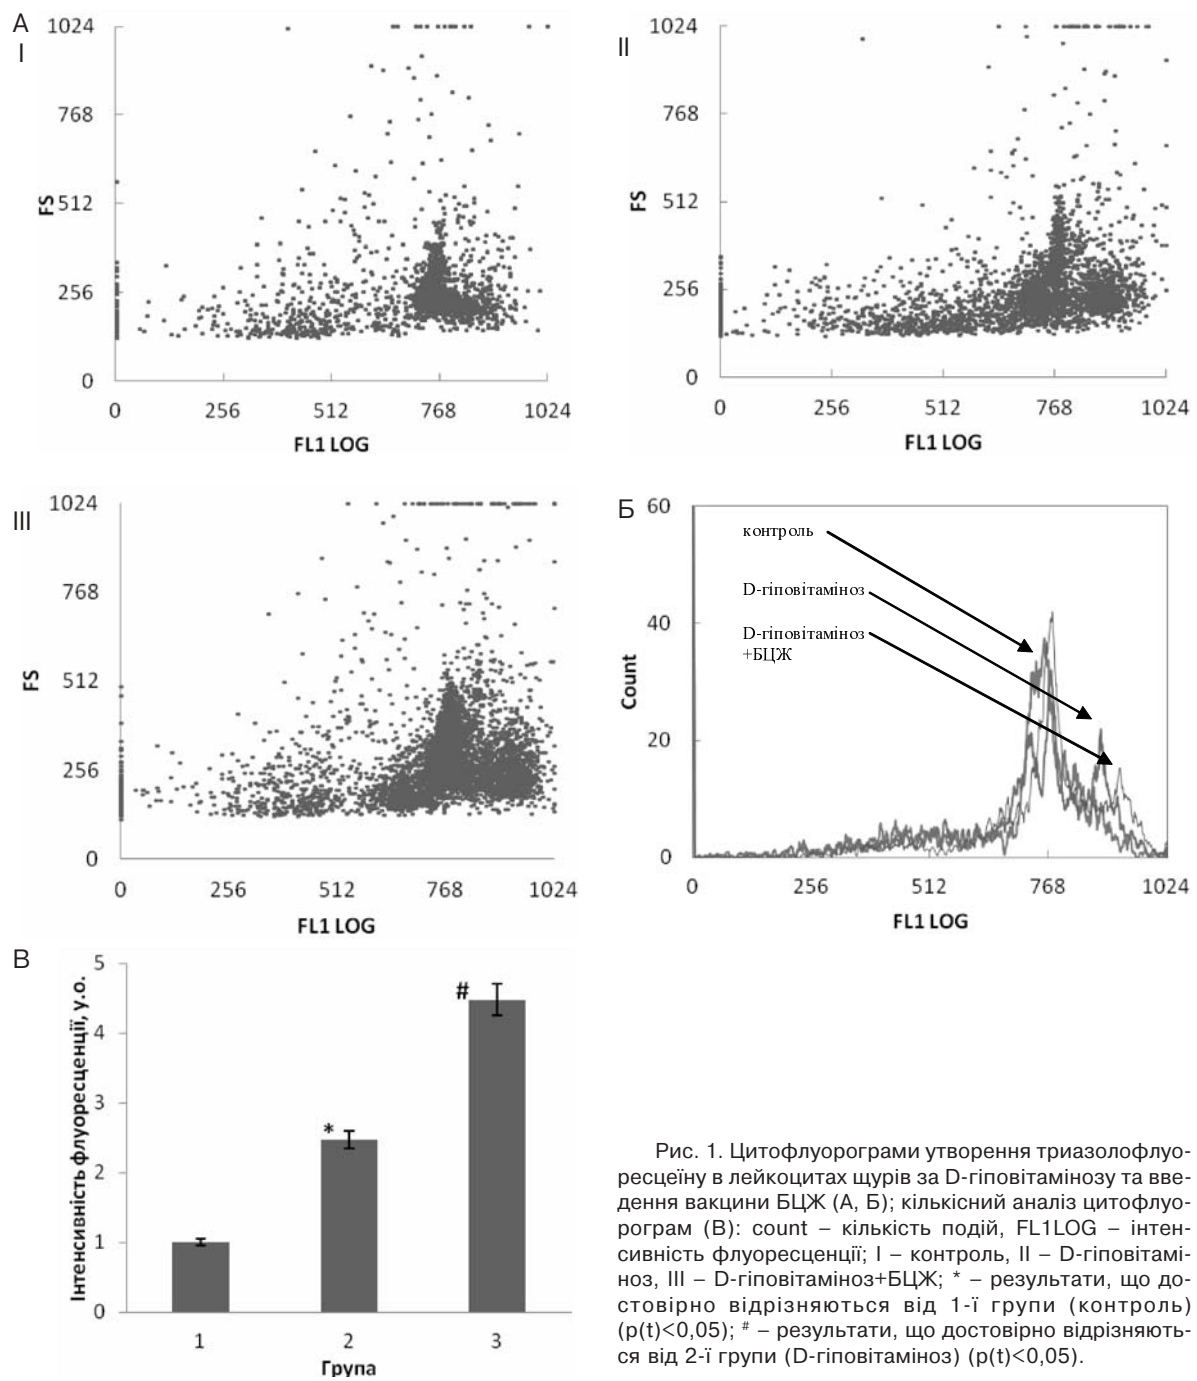 А
I
1024
768
512
256
0
FS
0 256 512 768 1024
FL1 LOG
II
1024
768
512
256
0
FS
0 256 512 768 1024
FL1 LOG
III
1024
768
512
256
0
FS
0 256 512 768 1024
FL1 LOG
Б
60
40
20
0
Count
контроль
D-гіповітаміноз
D-гіповітаміноз
+БЦЖ
0 256 512 768 1024
FL1 LOG
В
5
4
3
2
1
0
Інтенсивність флуоресценції, у.о.
*
#
1 2 3
Група
Рис. 1. Цитофлуорограми утворення триазолофлуо-
ресцеїну в лейкоцитах щурів за D-гіповітамінозу та вве-
дення вакцини БЦЖ (А, Б); кількісний аналіз цитофлуо-
рограм (В): count – кількість подій, FL1LOG – інтен-
сивність флуоресценції; I – контроль, II – D-гіповітамі-
ноз, III – D-гіповітаміноз+БЦЖ; * – результати, що до-
стовірно відрізняються від 1-ї групи (контроль)
(p(t)<0,05); # – результати, що достовірно відрізняють-
ся від 2-ї групи (D-гіповітаміноз) (p(t)<0,05).